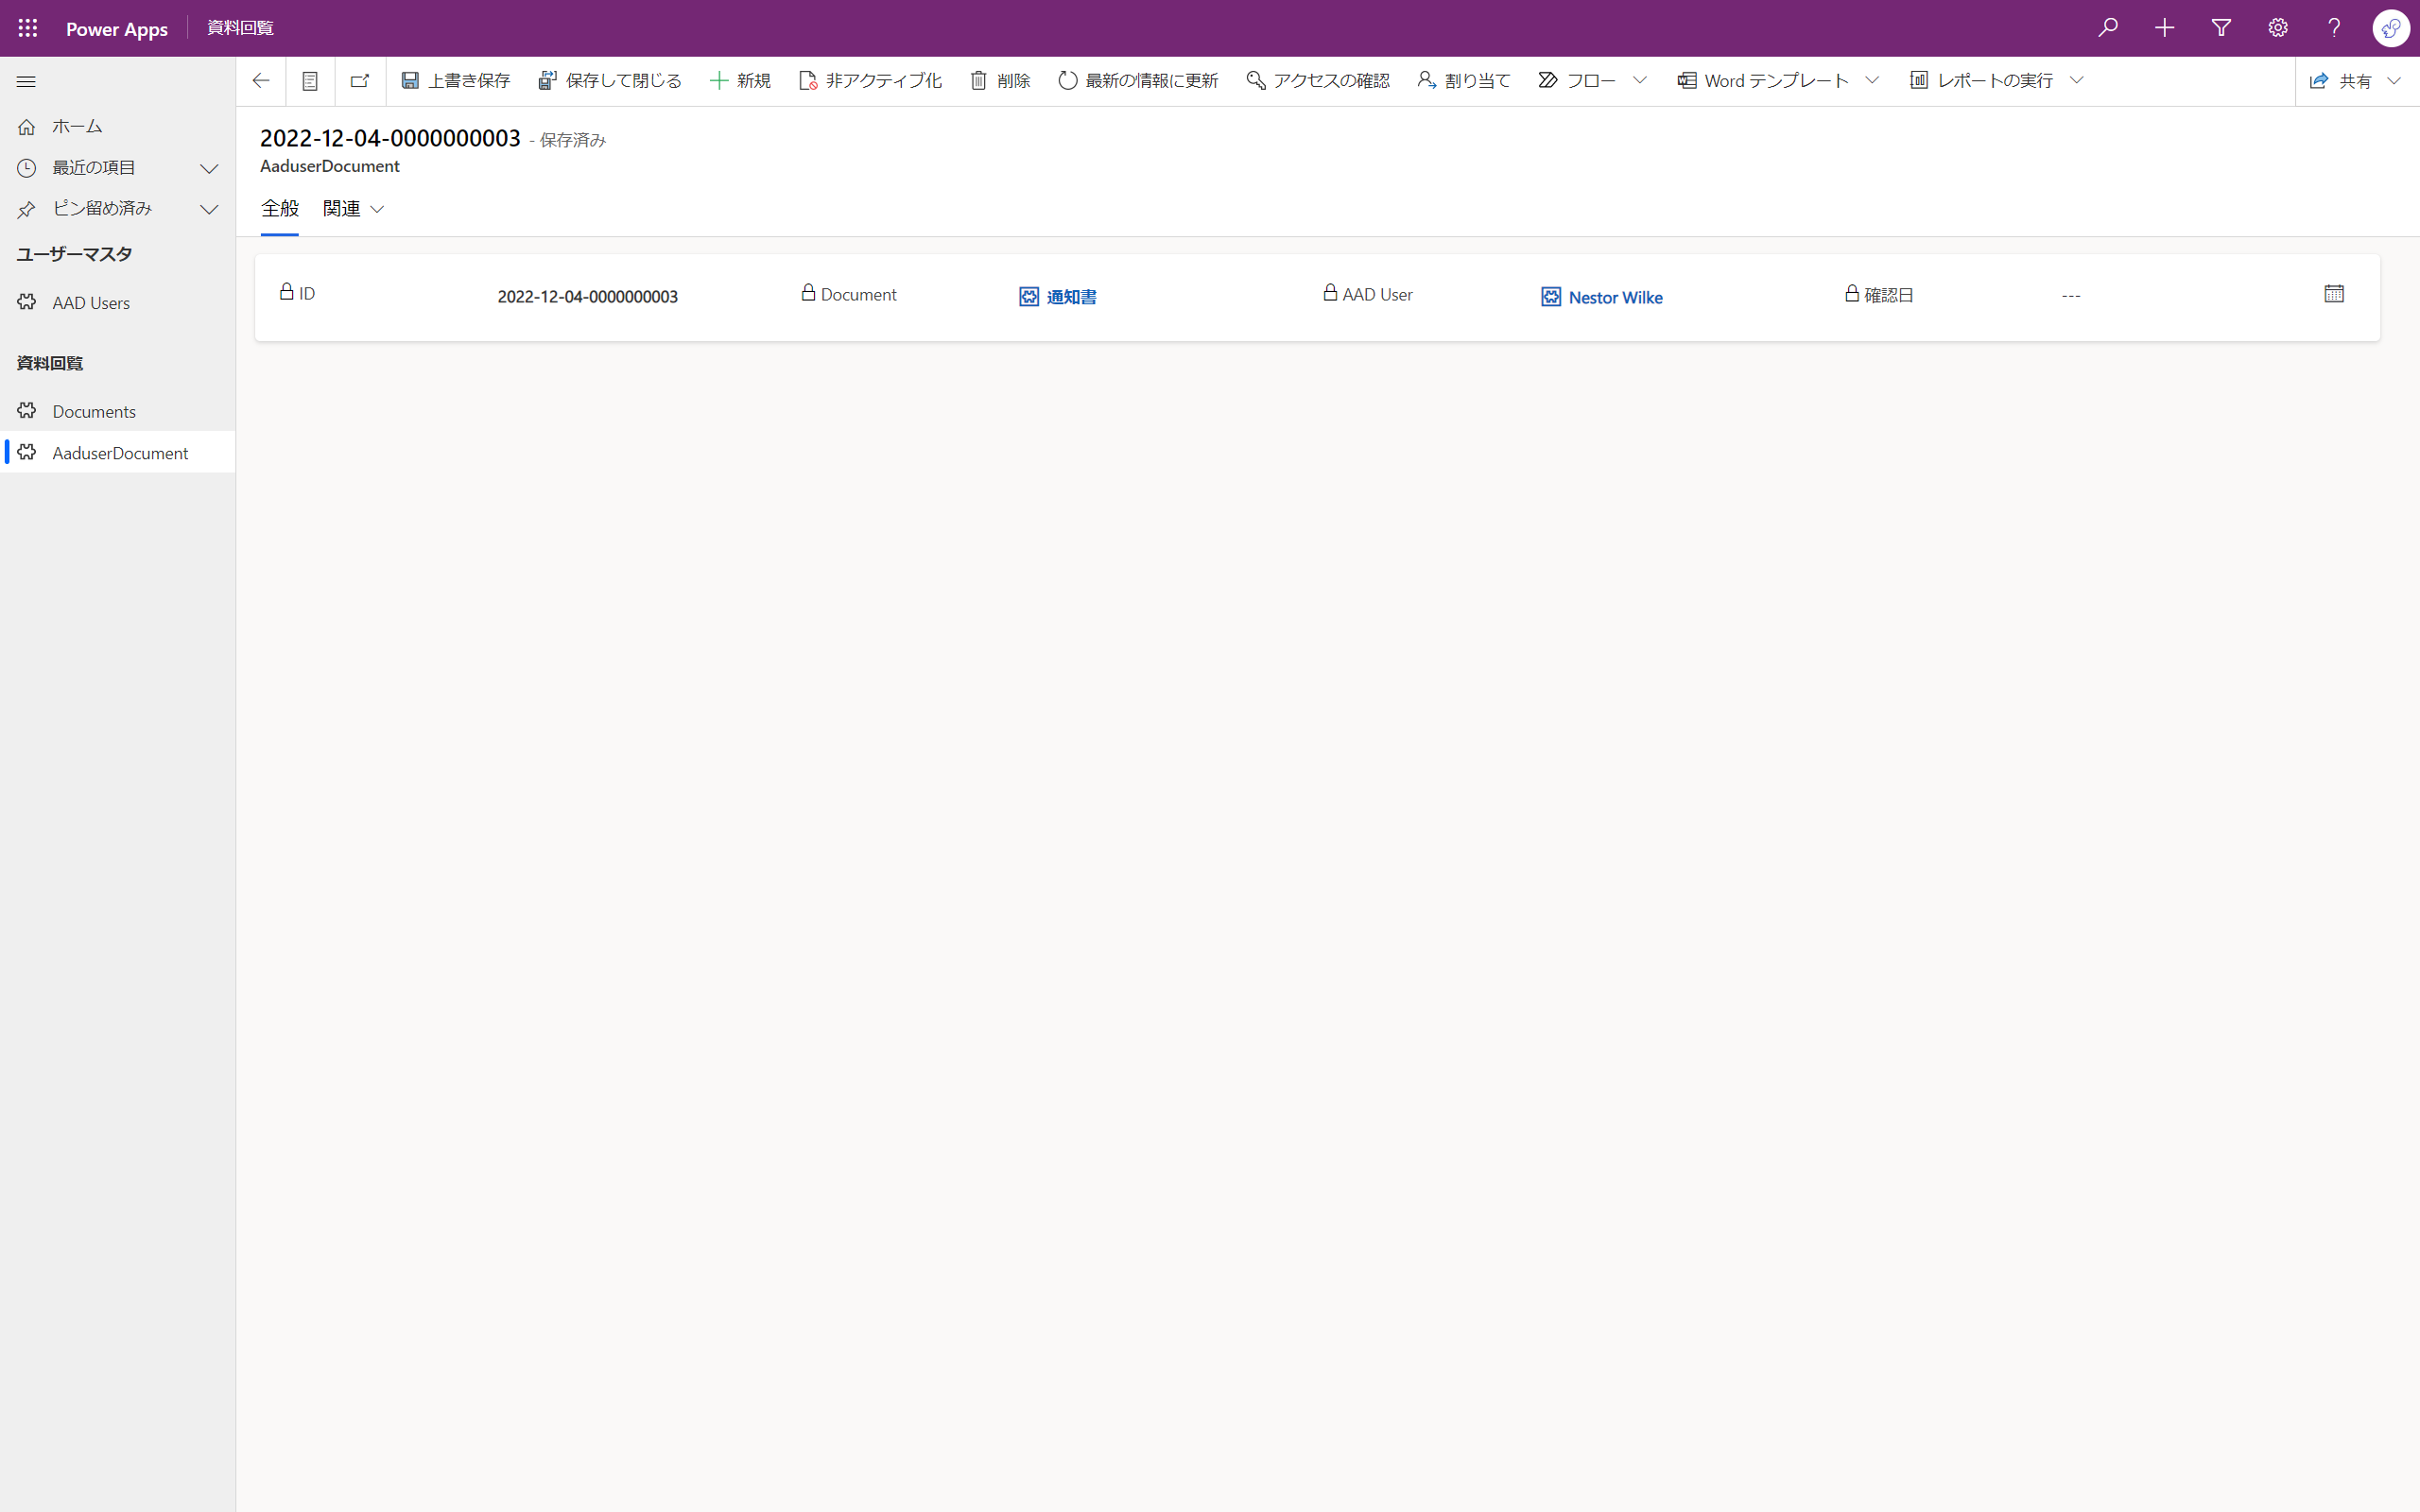 Power Apps 資料回覧
上書き保存 保存して閉じる 新規 非アクティブ化 削除 最新の情報に更新 アクセスの確認 割り当て フロー Word テンプレート レポートの実行 共有
ホーム
最近の項目
ピン留め済み
ユーザーマスタ
AAD Users
資料回覧
Documents
AaduserDocument
2022-12-04-0000000003 - 保存済み
AaduserDocument
全般 関連
ID 2022-12-04-0000000003 Document 通知書 AAD User Nestor Wilke 確認日 ---